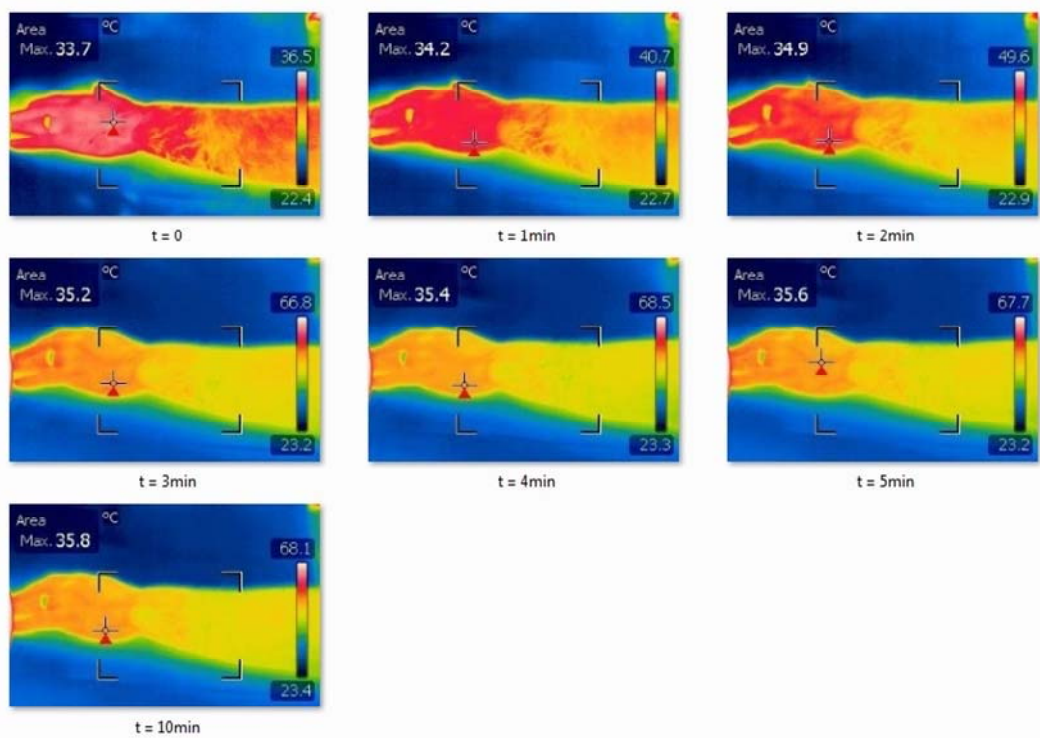 Area °C
Max. 33.7
36.5
22.4
t = 0
Area °C
Max. 34.2
40.7
22.7
t = 1min
Area °C
Max. 34.9
49.6
22.9
t = 2min
Area °C
Max. 35.2
66.8
23.2
t = 3min
Area °C
Max. 35.4
68.5
23.3
t = 4min
Area °C
Max. 35.6
67.7
23.2
t = 5min
Area °C
Max. 35.8
68.1
23.4
t = 10min